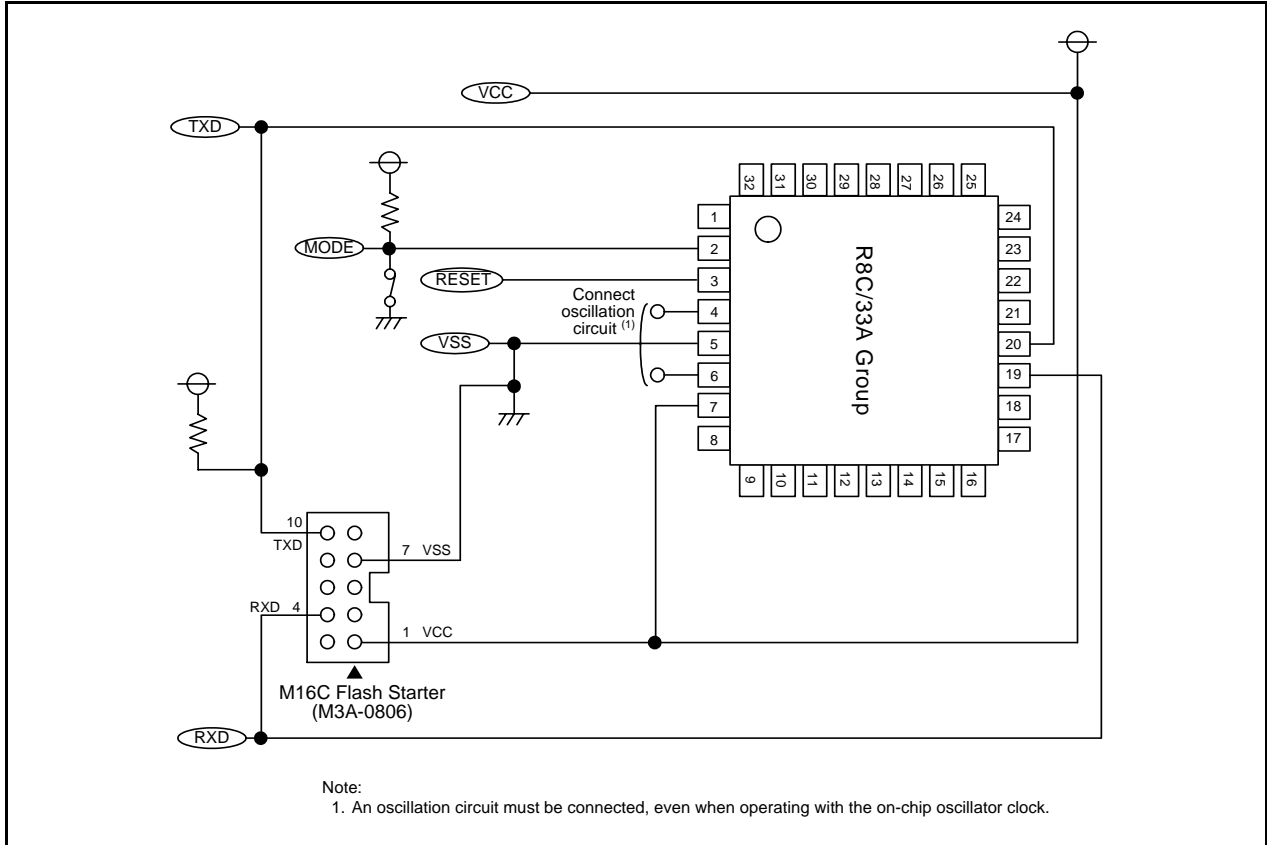 VCC
TXD
32
31
30
29
28
27
26
25
1
2
3
4
5
6
7
8
24
23
22
21
20
19
18
17
9
10
11
12
13
14
15
16
R8C/33A Group
MODE
RESET
Connect
oscillation
circuit (1)
VSS
10
TXD
7 VSS
RXD 4
1 VCC
M16C Flash Starter
(M3A-0806)
RXD
Note:
1. An oscillation circuit must be connected, even when operating with the on-chip oscillator clock.